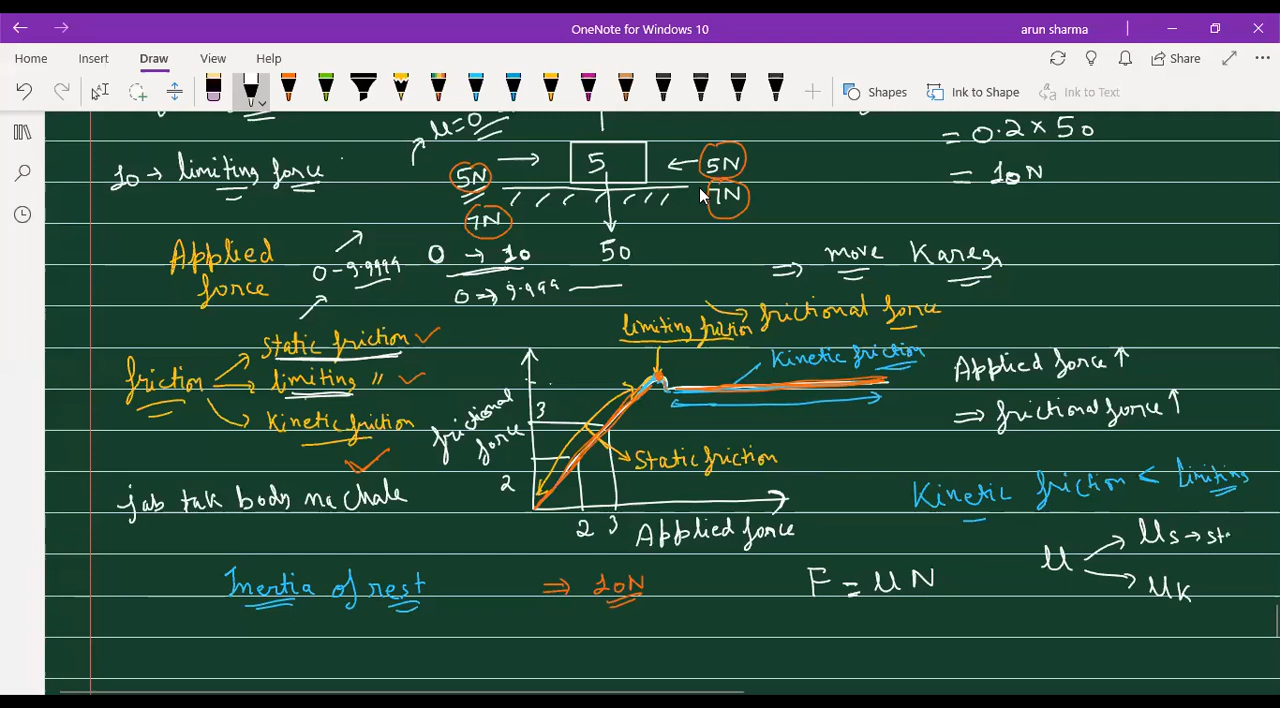 OneNote for Windows 10
arun sharma
Home Insert Draw View Help
Share
Shapes
Ink to Shape
Ink to Text
μ=0
= 0.2 × 50
10 → limiting force
5N → 5 ← 5N
= 10N
7N
7N
Applied force
0 - 9.9999
0 → 10
50
0 ⇒ 9.999
⇒ move Karega
limiting friction
frictional force
friction
Static friction ✓
limiting " ✓
Kinetic friction
Kinetic friction
Applied force ↑
⇒ frictional force ↑
frictional force
3
2
Static friction
2 3
Applied force
jab tak body na chale
Kinetic friction < limiting
μ
μs → st
μk
Inertia of rest
⇒ 10N
F = μN